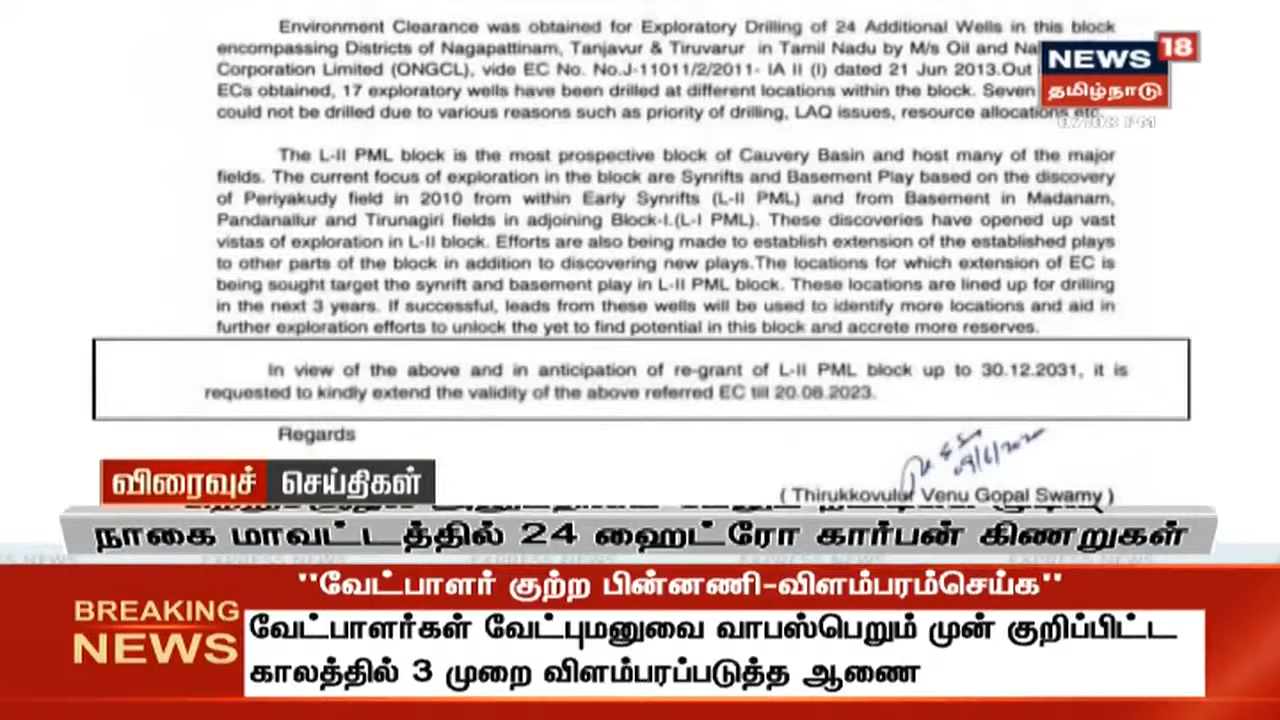 Environment Clearance was obtained for Exploratory Drilling of 24 Additional Wells in this block
encompassing Districts of Nagapattinam, Tanjavur & Tiruvarur in Tamil Nadu by M/s Oil and
Corporation Limited (ONGCL), vide EC No. No.J-11011/2/2011- IA II (I) dated 21 Jun 2013.Out
ECs obtained, 17 exploratory wells have been drilled at different locations within the block. Seven
could not be drilled due to various reasons such as priority of drilling, LAQ issues, resource allocations etc.
NEWS 18
தமிழ்நாடு
07:08 PM
The L-II PML block is the most prospective block of Cauvery Basin and host many of the major
fields. The current focus of exploration in the block are Synrifts and Basement Play based on the discovery
of Periyakudy field in 2010 from within Early Synrifts (L-II PML) and from Basement in Madanam,
Pandanallur and Tirunagiri fields in adjoining Block-I.(L-I PML). These discoveries have opened up vast
vistas of exploration in L-II block. Efforts are also being made to establish extension of the established plays
to other parts of the block in addition to discovering new plays.The locations for which extension of EC is
being sought target the synrift and basement play in L-II PML block. These locations are lined up for drilling
in the next 3 years. If successful, leads from these wells will be used to identify more locations and aid in
further exploration efforts to unlock the yet to find potential in this block and accrete more reserves.
In view of the above and in anticipation of re-grant of L-II PML block up to 30.12.2031, it is
requested to kindly extend the validity of the above referred EC till 20.06.2023.
Regards
( Thirukkovulur Venu Gopal Swamy )
விரைவுச் செய்திகள்
நாகை மாவட்டத்தில் 24 ஹைட்ரோ கார்பன் கிணறுகள்
"வேட்பாளர் குற்ற பின்னணி-விளம்பரம்செய்க"
BREAKING
NEWS
வேட்பாளர்கள் வேட்புமனுவை வாபஸ்பெறும் முன் குறிப்பிட்ட
காலத்தில் 3 முறை விளம்பரப்படுத்த ஆணை